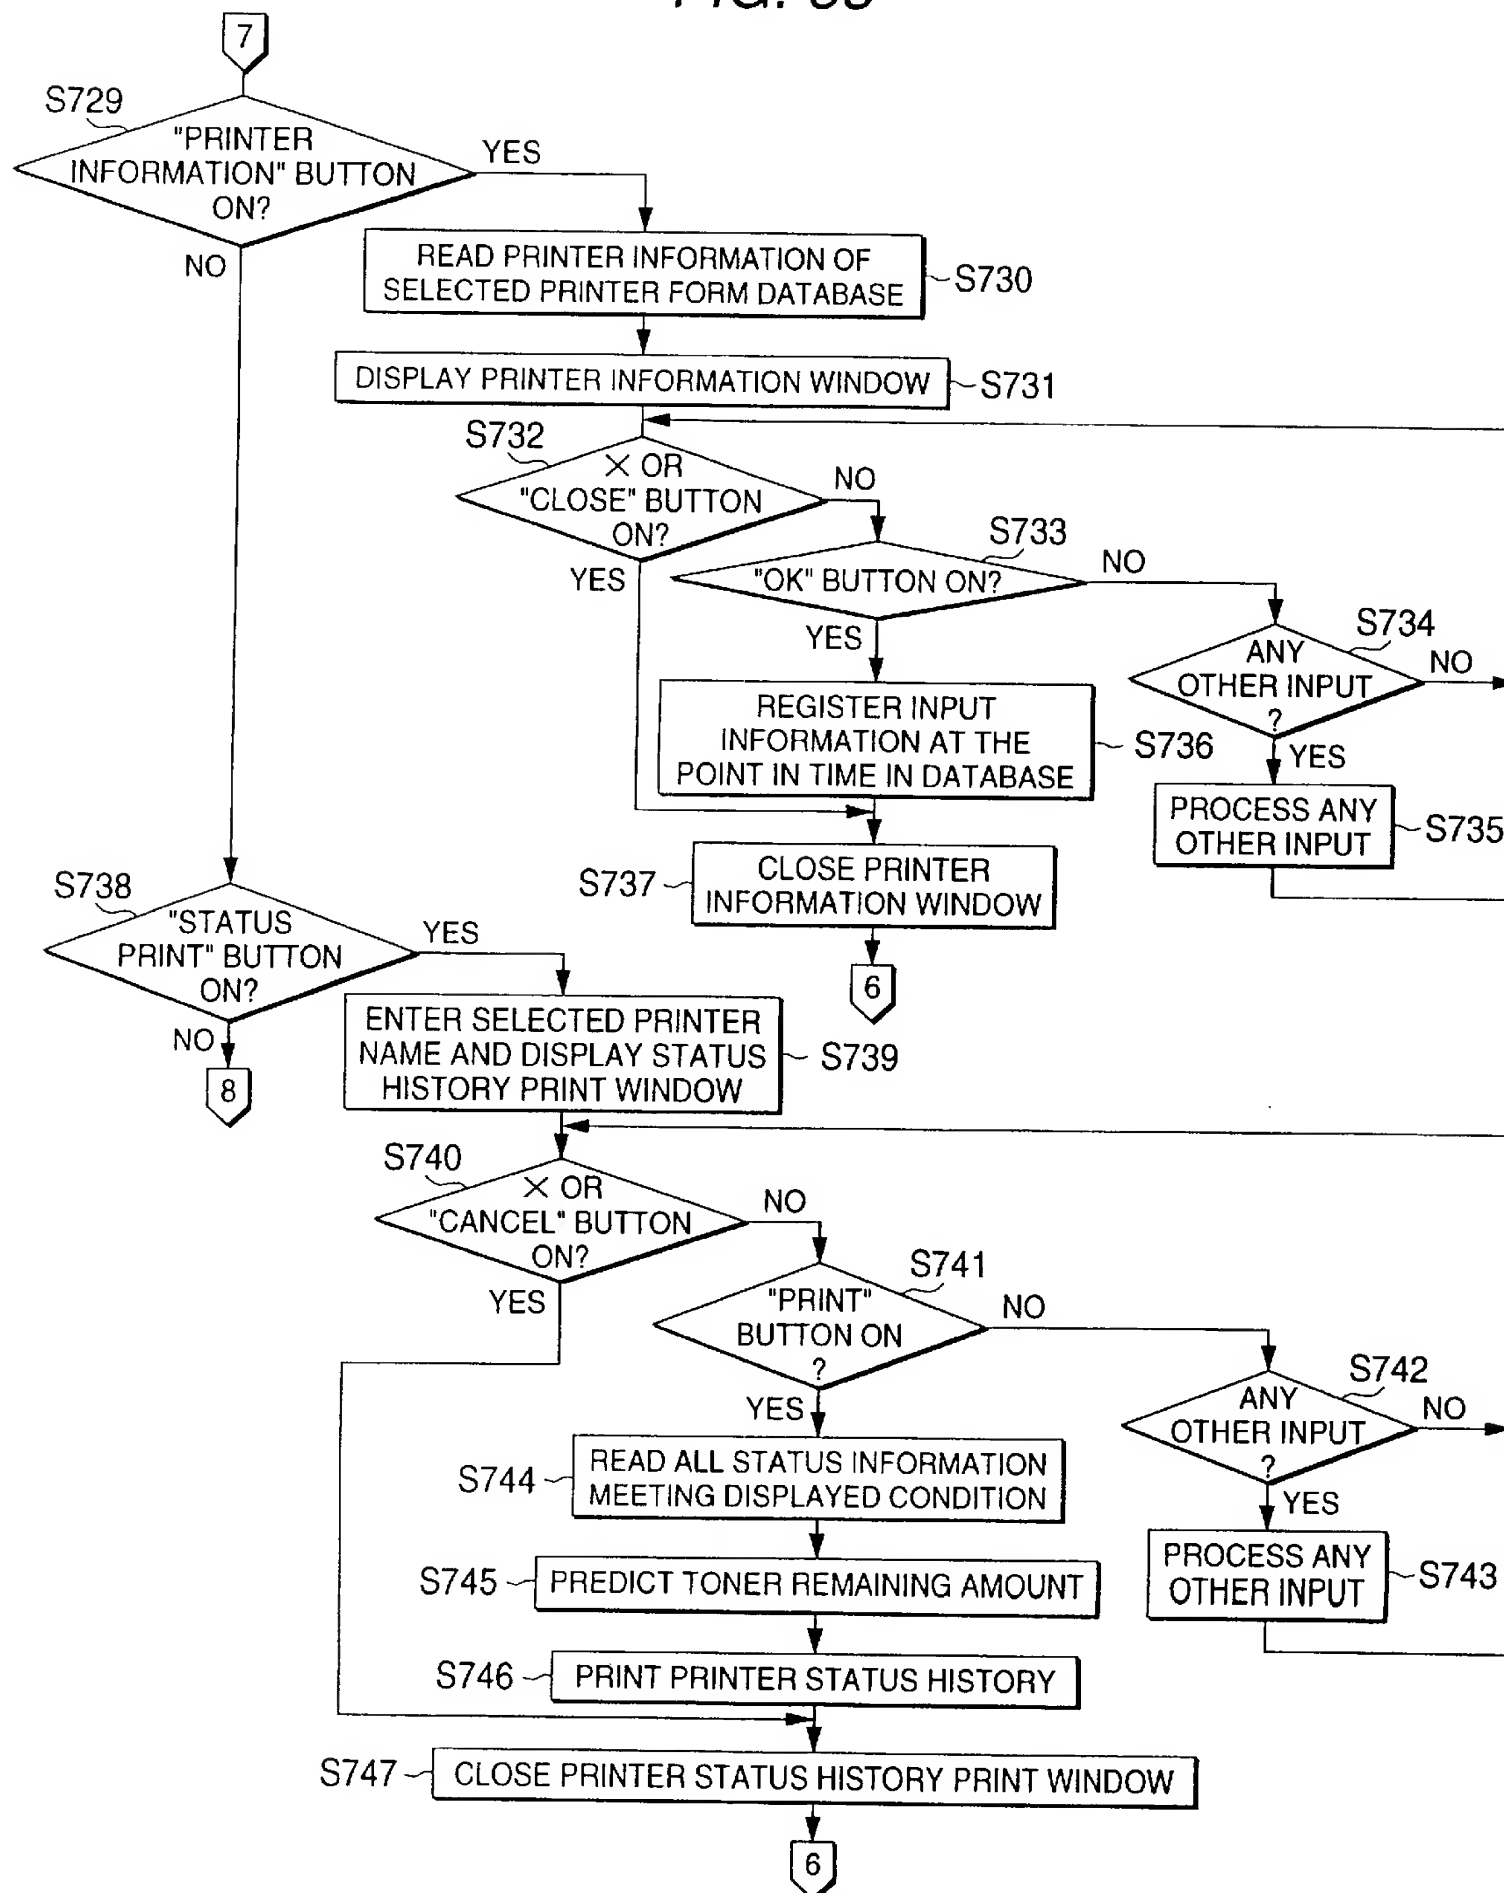 7
S729
"PRINTER
INFORMATION" BUTTON
ON?
YES
NO
READ PRINTER INFORMATION OF
SELECTED PRINTER FORM DATABASE
S730
DISPLAY PRINTER INFORMATION WINDOW
S731
S732
X OR
"CLOSE" BUTTON
ON?
NO
YES
S733
"OK" BUTTON ON?
NO
YES
S734
ANY
OTHER INPUT
?
NO
YES
REGISTER INPUT
INFORMATION AT THE
POINT IN TIME IN DATABASE
S736
PROCESS ANY
OTHER INPUT
S735
S737
CLOSE PRINTER
INFORMATION WINDOW
6
S738
"STATUS
PRINT" BUTTON
ON?
YES
NO
8
ENTER SELECTED PRINTER
NAME AND DISPLAY STATUS
HISTORY PRINT WINDOW
S739
S740
X OR
"CANCEL" BUTTON
ON?
NO
YES
S741
"PRINT"
BUTTON ON
?
NO
YES
S742
ANY
OTHER INPUT
?
NO
YES
S744
READ ALL STATUS INFORMATION
MEETING DISPLAYED CONDITION
PROCESS ANY
OTHER INPUT
S743
S745
PREDICT TONER REMAINING AMOUNT
S746
PRINT PRINTER STATUS HISTORY
S747
CLOSE PRINTER STATUS HISTORY PRINT WINDOW
6